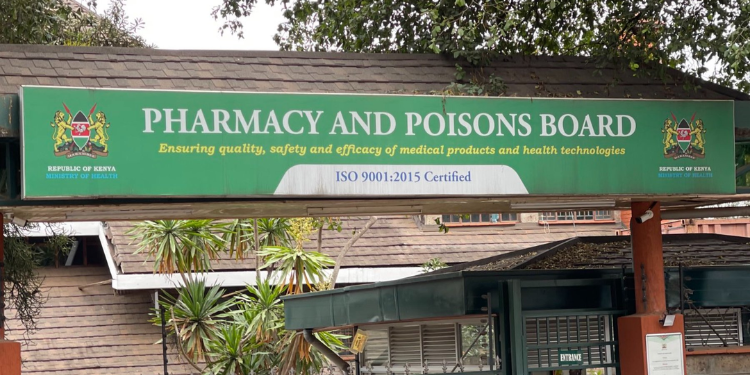 PHARMACY AND POISONS BOARD
Ensuring quality, safety and efficacy of medical products and health technologies
ISO 9001:2015 Certified
REPUBLIC OF KENYA
MINISTRY OF HEALTH
REPUBLIC OF KENYA
MINISTRY OF HEALTH
ENTRANCE